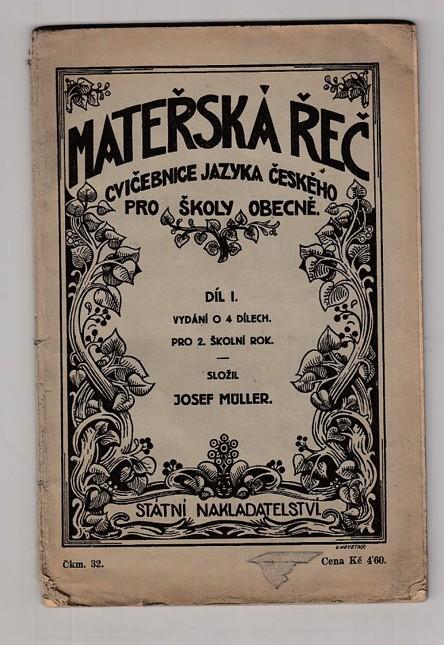 MATEŘSKÁ ŘEČ
CVIČEBNICE JAZYKA ČESKÉHO
PRO ŠKOLY OBECNÉ.
DÍL I.
VYDÁNÍ O 4 DÍLECH.
PRO 2. ŠKOLNÍ ROK.
SLOŽIL
JOSEF MÜLLER.
STÁTNÍ NAKLADATELSTVÍ.
Čkm. 32.
Cena Kč 4'60.